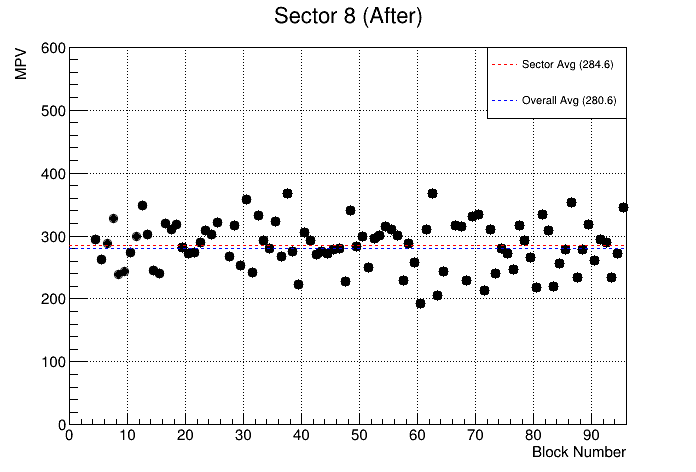 Sector 8 (After)
MPV
600
500
400
300
200
100
0
Sector Avg (284.6)
Overall Avg (280.6)
0 10 20 30 40 50 60 70 80 90
Block Number